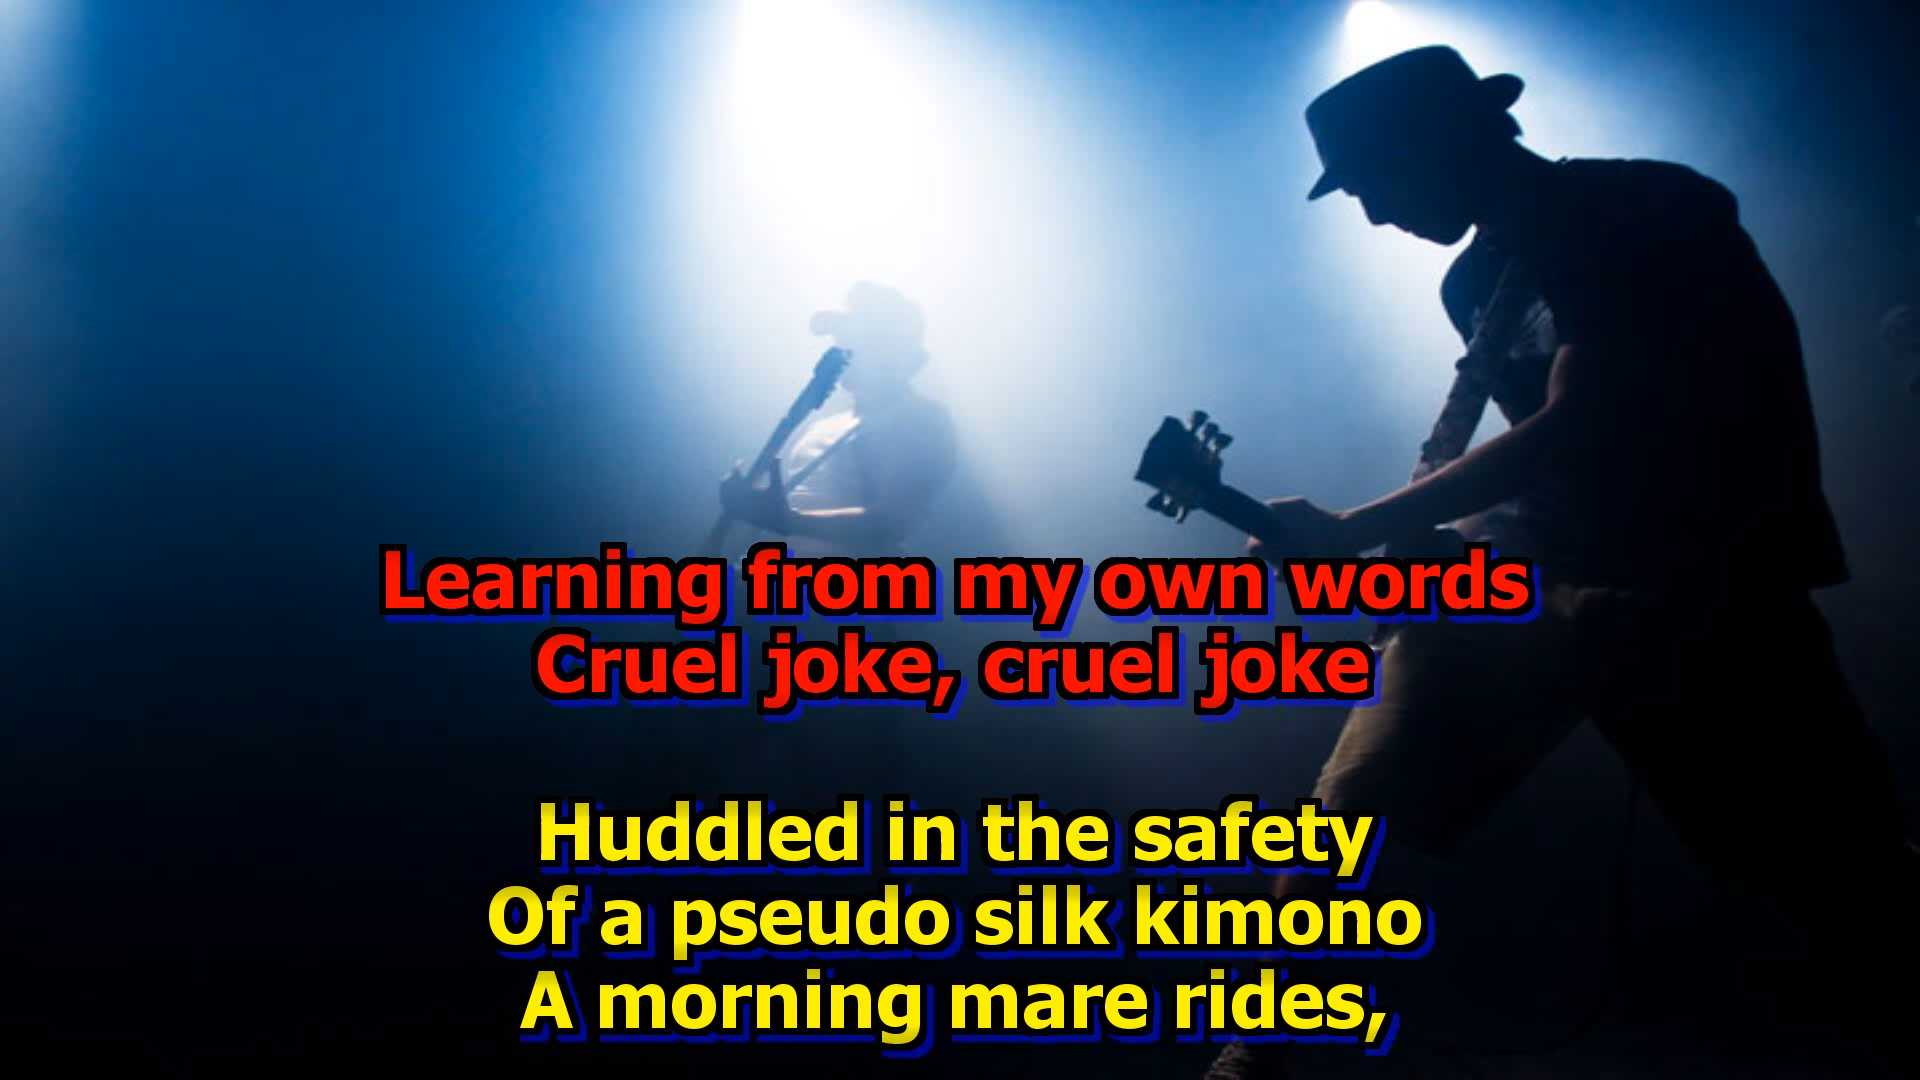 Learning from my own words
Cruel joke, cruel joke
Huddled in the safety
Of a pseudo silk kimono
A morning mare rides,